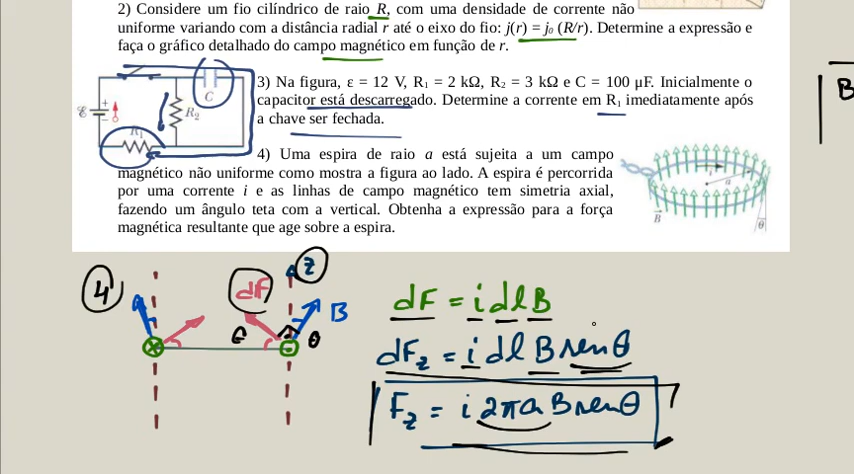 2) Considere um fio cilíndrico de raio R, com uma densidade de corrente não
uniforme variando com a distância radial r até o eixo do fio: j(r) = j₀ (R/r). Determine a expressão e
faça o gráfico detalhado do campo magnético em função de r.
3) Na figura, ε = 12 V, R₁ = 2 kΩ, R₂ = 3 kΩ e C = 100 µF. Inicialmente o
capacitor está descarregado. Determine a corrente em R₁ imediatamente após
a chave ser fechada.
ε
C
R₂
R₁
4) Uma espira de raio a está sujeita a um campo
magnético não uniforme como mostra a figura ao lado. A espira é percorrida
por uma corrente i e as linhas de campo magnético tem simetria axial,
fazendo um ângulo teta com a vertical. Obtenha a expressão para a força
magnética resultante que age sobre a espira.
a
B
θ
B
4
dF
z
B
θ
θ
dF = i dl B
dFz = i dl B senθ
Fz = i 2πa B senθ